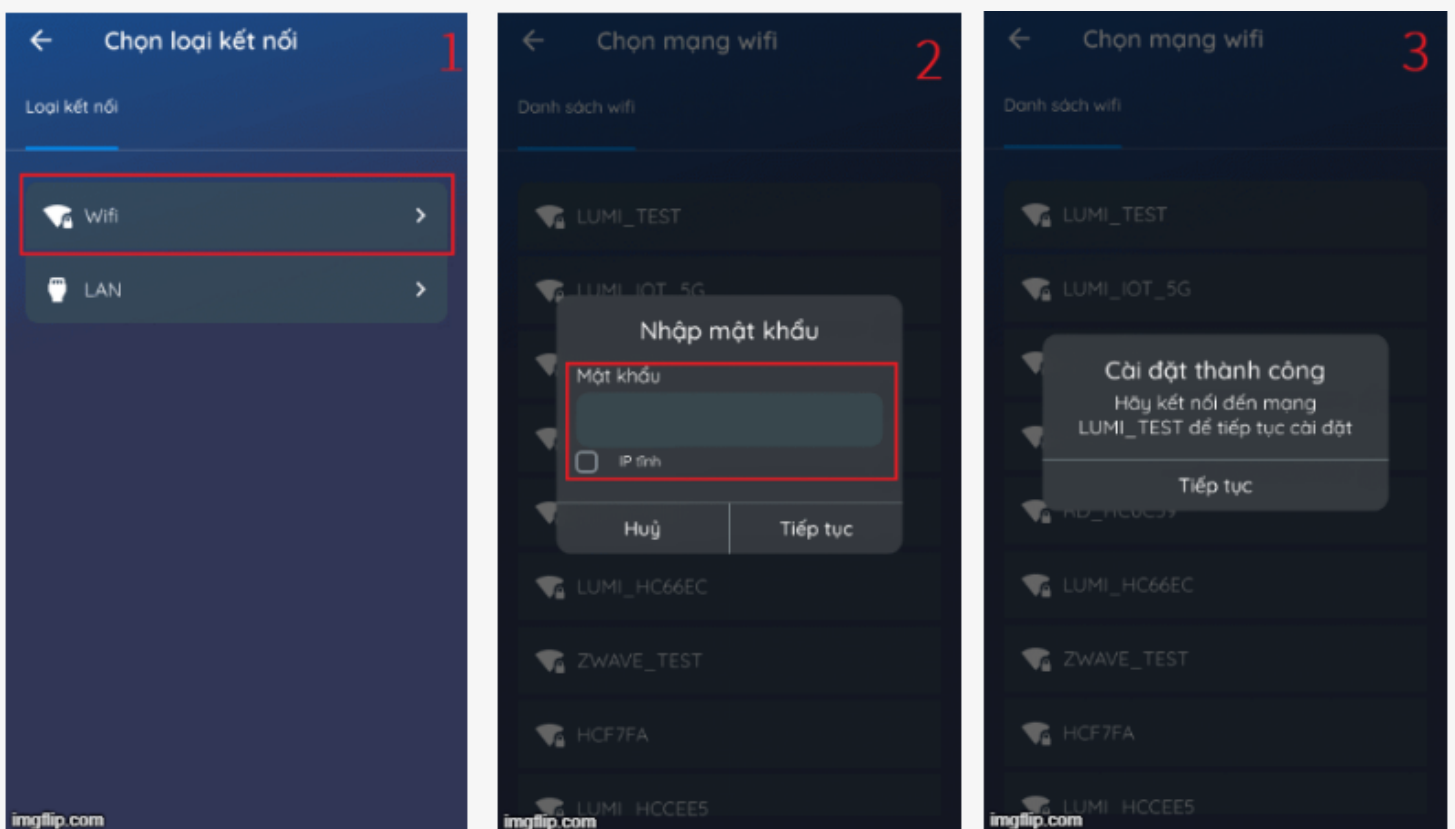 Chọn loại kết nối
1
Loại kết nối
Wifi
LAN
imgflip.com
Chọn mạng wifi
2
Danh sách wifi
LUMI_TEST
LUMI_IOT_5G
Nhập mật khẩu
Mật khẩu
IP tĩnh
Huỷ
Tiếp tục
LUMI_HC66EC
ZWAVE_TEST
HCF7FA
LUMI_HCCEE5
imgflip.com
Chọn mạng wifi
3
Danh sách wifi
LUMI_TEST
LUMI_IOT_5G
Cài đặt thành công
Hãy kết nối đến mạng
LUMI_TEST để tiếp tục cài đặt
Tiếp tục
LUMI_HC66EC
ZWAVE_TEST
HCF7FA
LUMI_HCCEE5
imgflip.com